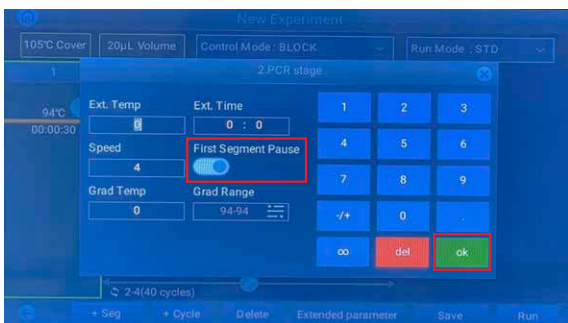 New Experiment
105℃ Cover
20μL Volume
Control Mode : BLOCK
Run Mode : STD
1
2.PCR stage
94℃
00:00:30
Ext. Temp
0
Ext. Time
0 : 0
Speed
4
First Segment Pause
Grad Temp
0
Grad Range
94-94
1
2
3
4
5
6
7
8
9
-/+
0
.
∞
del
ok
2-4(40 cycles)
+ Seg
+ Cycle
Delete
Extended parameter
Save
Run